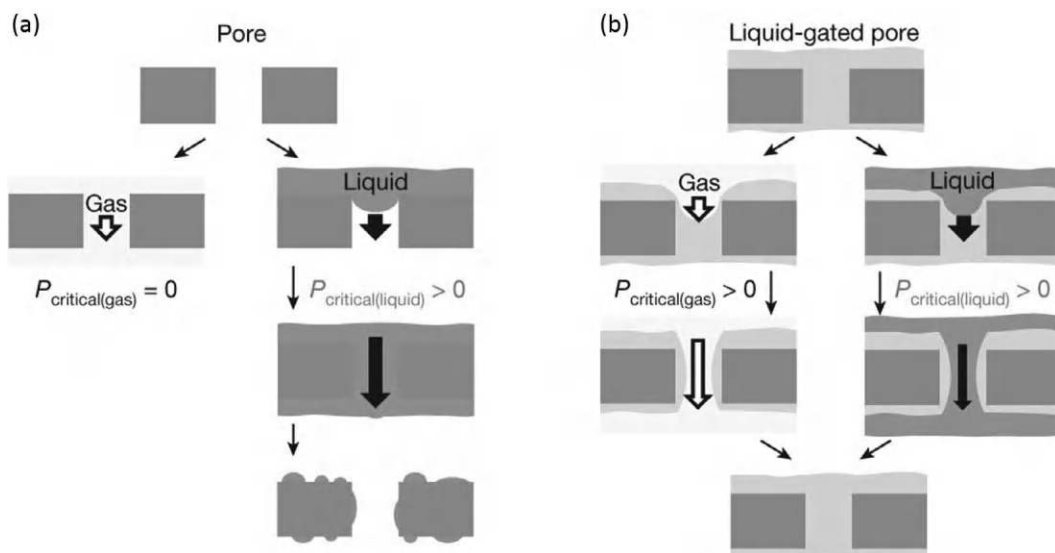 (a)
Pore
Gas
Liquid
Pcritical(gas) = 0
Pcritical(liquid) > 0
(b)
Liquid-gated pore
Gas
Liquid
Pcritical(gas) > 0
Pcritical(liquid) > 0